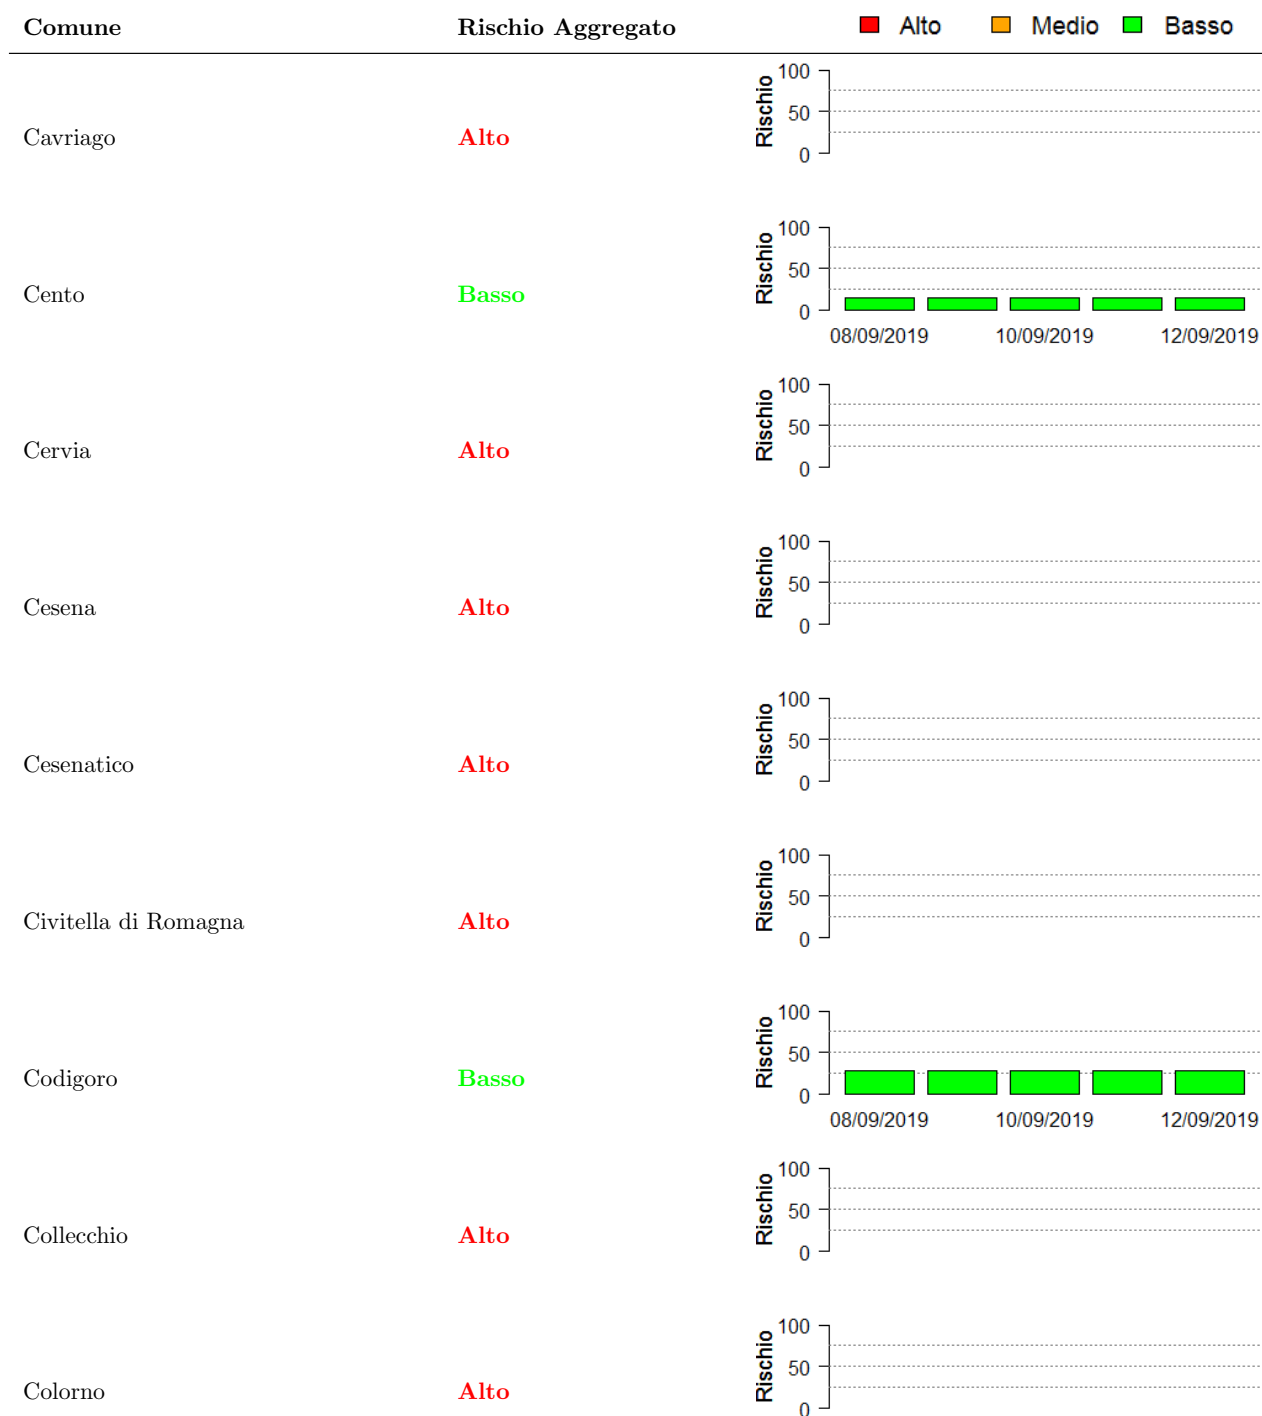 Comune Rischio Aggregato Alto Medio Basso
Cavriago Alto Rischio 100 50 0
Cento Basso Rischio 100 50 0
08/09/2019 10/09/2019 12/09/2019
Cervia Alto Rischio 100 50 0
Cesena Alto Rischio 100 50 0
Cesenatico Alto Rischio 100 50 0
Civitella di Romagna Alto Rischio 100 50 0
Codigoro Basso Rischio 100 50 0
08/09/2019 10/09/2019 12/09/2019
Collecchio Alto Rischio 100 50 0
Colorno Alto Rischio 100 50 0